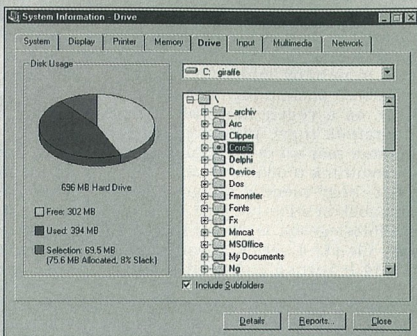 System Information - Drive
System Display Printer Memory Drive Input Multimedia Network
Disk Usage
696 MB Hard Drive
Free: 302 MB
Used: 394 MB
Selection: 69.5 MB
(75.6 MB Allocated, 8% Slack)
C: giraffe
\
_archiv
Arc
Clipper
Corel5
Delphi
Device
Dos
Fmonster
Fonts
Fx
Mmcat
MSOffice
My Documents
Ng
Include Subfolders
Details Reports... Close